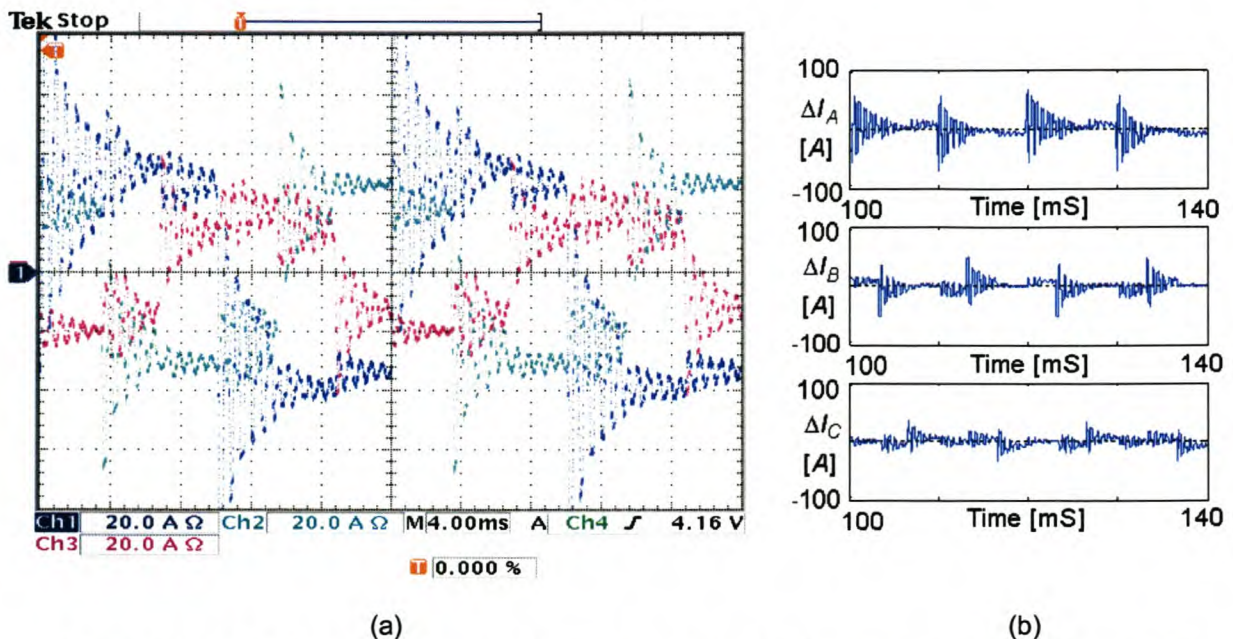 Tek Stop
T
T
1
Ch1 20.0 A Ω Ch2 20.0 A Ω M 4.00ms A Ch4 4.16 V
Ch3 20.0 A Ω
T 0.000 %
(a)
100
ΔI_A
[A]
-100
100 Time [mS] 140
100
ΔI_B
[A]
-100
100 Time [mS] 140
100
ΔI_C
[A]
-100
100 Time [mS] 140
(b)